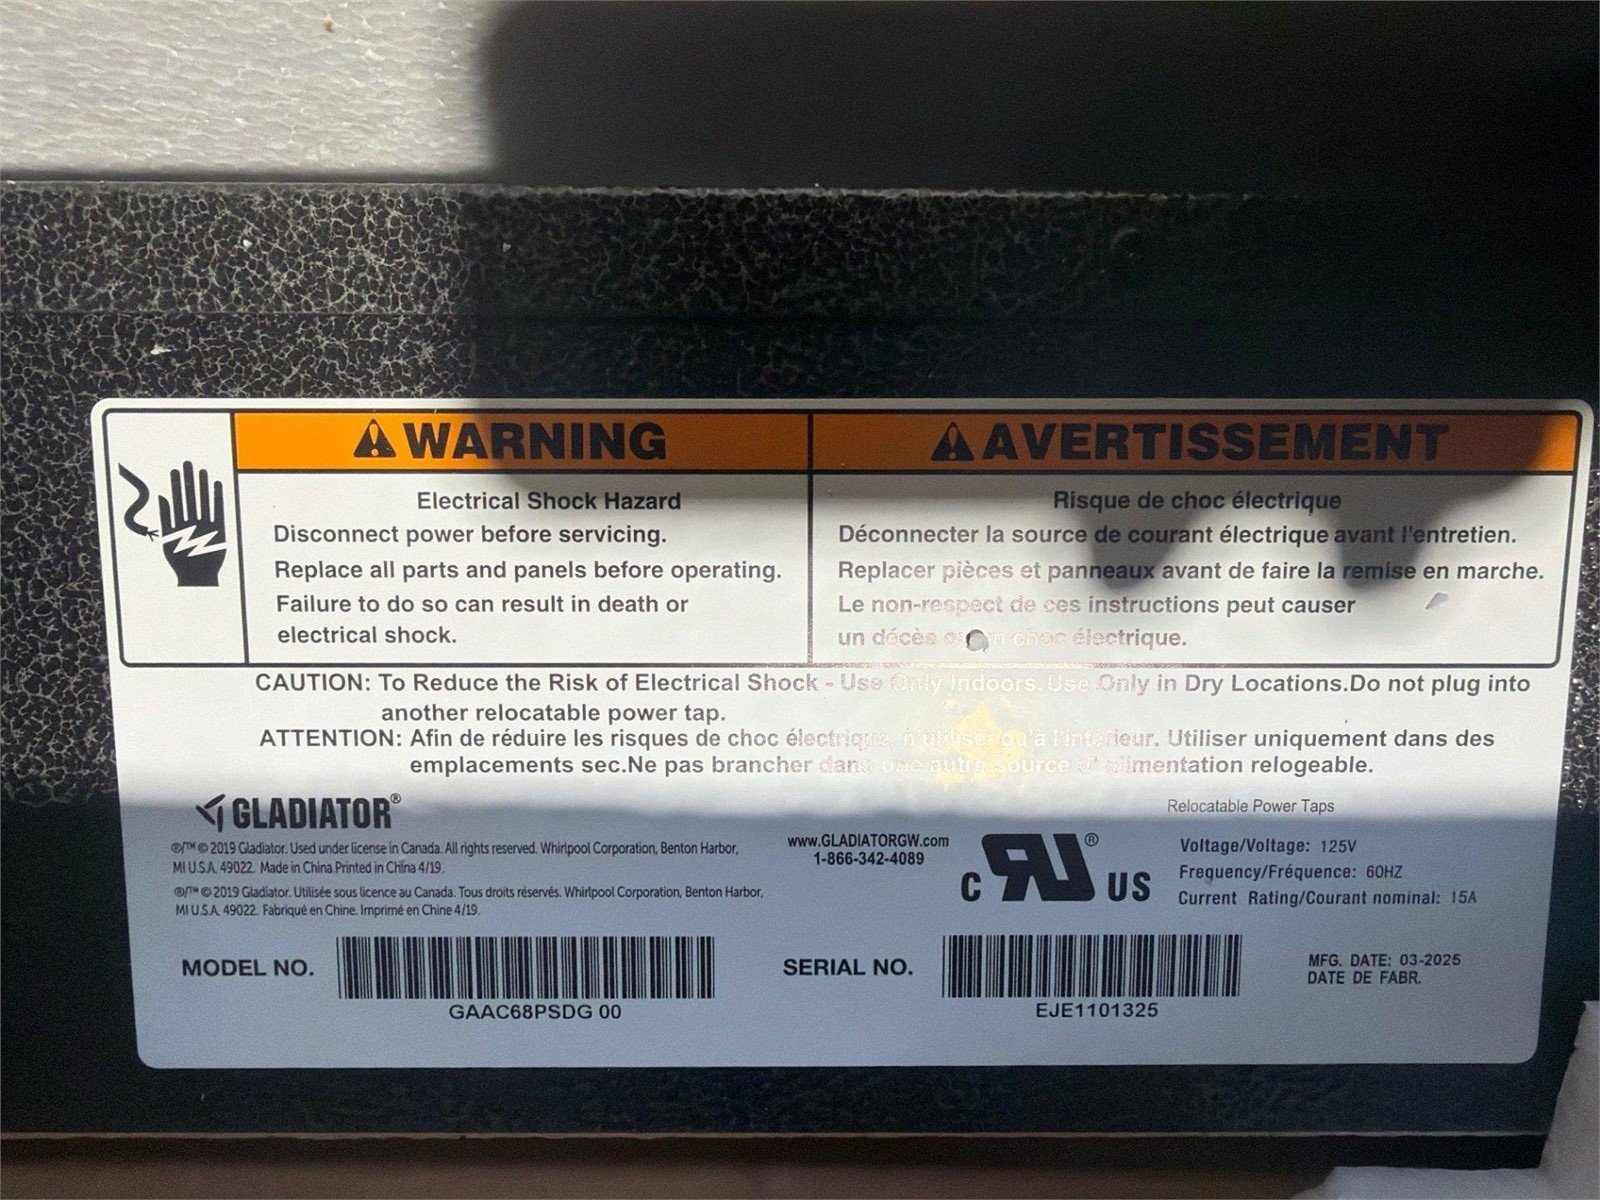 WARNING
Electrical Shock Hazard
Disconnect power before servicing.
Replace all parts and panels before operating.
Failure to do so can result in death or
electrical shock.
AVERTISSEMENT
Risque de choc électrique
Déconnecter la source de courant électrique avant l'entretien.
Replacer pièces et panneaux avant de faire la remise en marche.
Le non-respect de ces instructions peut causer
un décès choc électrique.
CAUTION: To Reduce the Risk of Electrical Shock - Use Only Indoors. Use Only in Dry Locations.Do not plug into
another relocatable power tap.
ATTENTION: Afin de réduire les risques de choc électrique, n'utiliser qu'à l'intérieur. Utiliser uniquement dans des
emplacements sec.Ne pas brancher dans une autre source d' alimentation relogeable.
GLADIATOR®
®/™ © 2019 Gladiator. Used under license in Canada. All rights reserved. Whirlpool Corporation, Benton Harbor,
MI U.S.A. 49022. Made in China.Printed in China 4/19.
®/™ © 2019 Gladiator. Utilisée sous licence au Canada. Tous droits réservés. Whirlpool Corporation, Benton Harbor,
MI U.S.A. 49022. Fabriqué en Chine. Imprimé en Chine 4/19.
www.GLADIATORGW.com
1-866-342-4089
C RU® US
Relocatable Power Taps
Voltage/Voltage: 125V
Frequency/Fréquence: 60HZ
Current Rating/Courant nominal: 15A
MODEL NO.
GAAC68PSDG 00
SERIAL NO.
EJE1101325
MFG. DATE: 03-2025
DATE DE FABR.